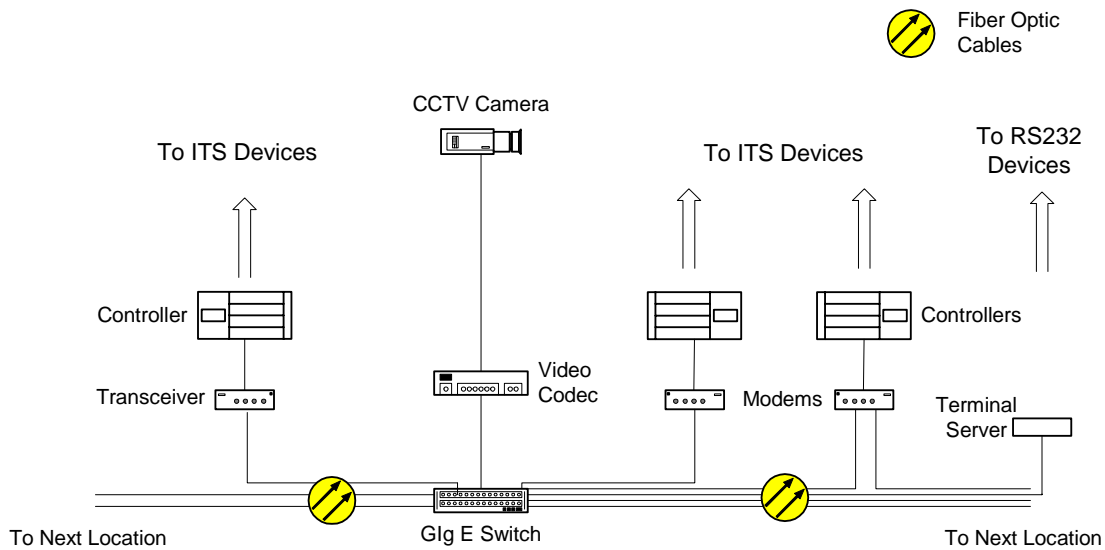 Fiber Optic
Cables
CCTV Camera
To ITS Devices
To ITS Devices
To RS232
Devices
Controller
Controllers
Transceiver
Video
Codec
Modems
Terminal
Server
To Next Location
GIg E Switch
To Next Location